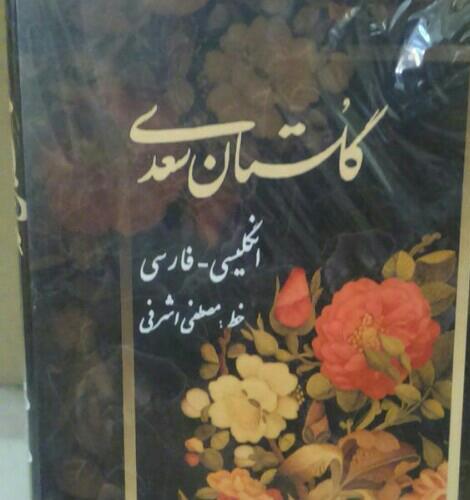 گلستان سعدی
انگلیسی - فارسی
خط: مصطفی اشرفی